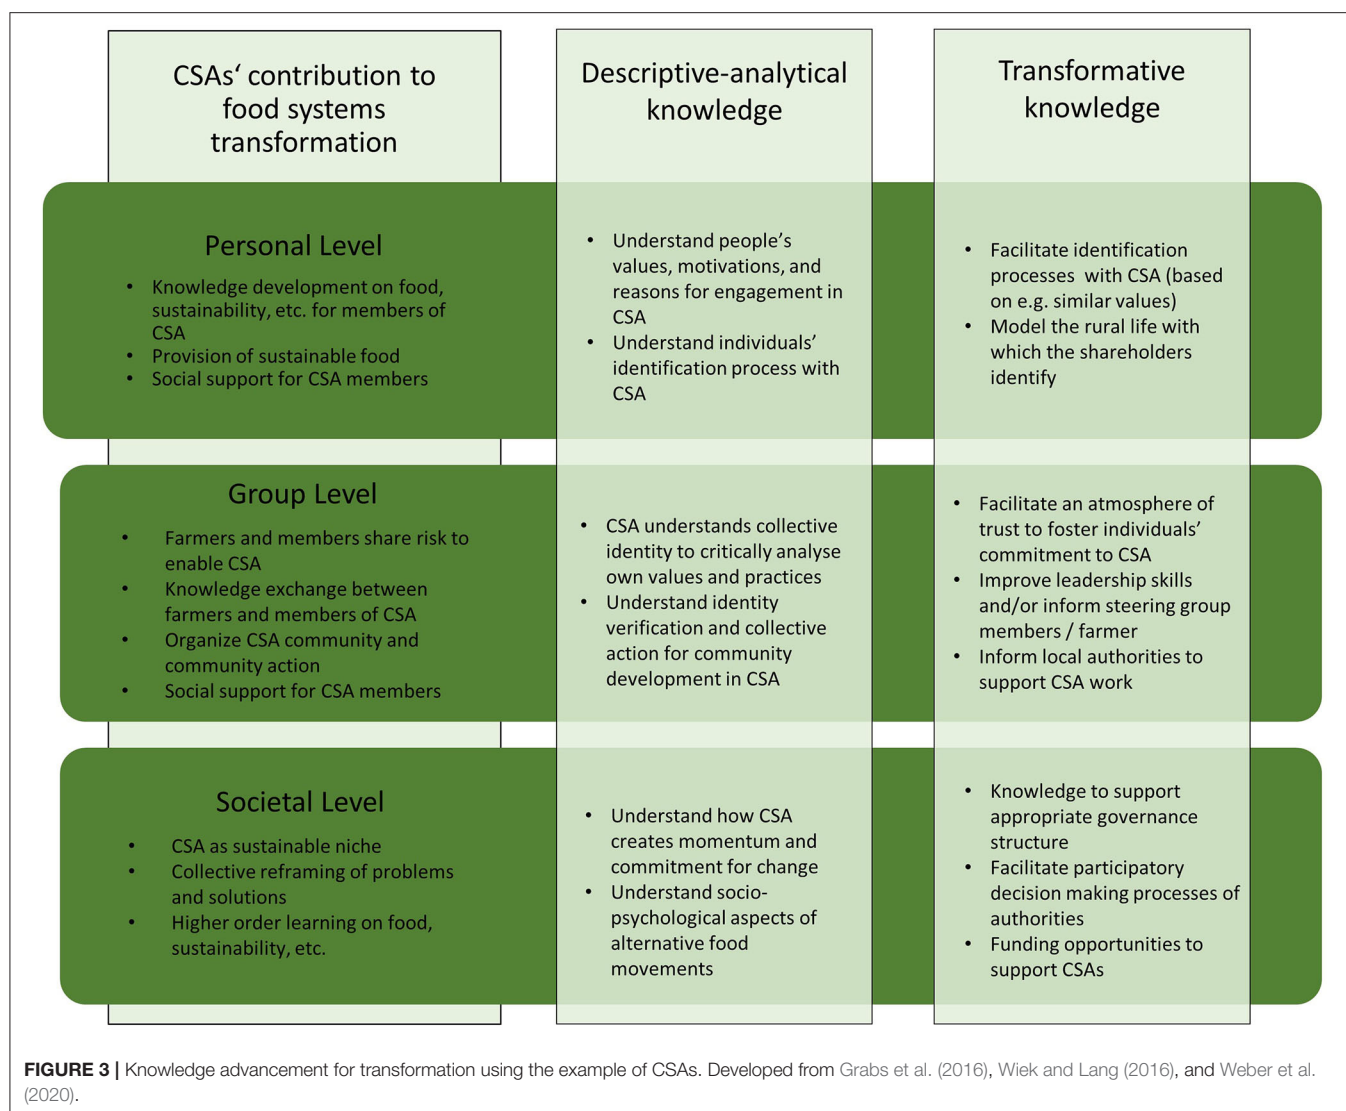 CSAs‘ contribution to
food systems
transformation
Descriptive-analytical
knowledge
Transformative
knowledge
Personal Level
• Knowledge development on food,
sustainability, etc. for members of
CSA
• Provision of sustainable food
• Social support for CSA members
• Understand people’s
values, motivations, and
reasons for engagement in
CSA
• Understand individuals’
identification process with
CSA
• Facilitate identification
processes with CSA (based
on e.g. similar values)
• Model the rural life with
which the shareholders
identify
Group Level
• Farmers and members share risk to
enable CSA
• Knowledge exchange between
farmers and members of CSA
• Organize CSA community and
community action
• Social support for CSA members
• CSA understands collective
identity to critically analyse
own values and practices
• Understand identity
verification and collective
action for community
development in CSA
• Facilitate an atmosphere of
trust to foster individuals’
commitment to CSA
• Improve leadership skills
and/or inform steering group
members / farmer
• Inform local authorities to
support CSA work
Societal Level
• CSA as sustainable niche
• Collective reframing of problems
and solutions
• Higher order learning on food,
sustainability, etc.
• Understand how CSA
creates momentum and
commitment for change
• Understand socio-
psychological aspects of
alternative food
movements
• Knowledge to support
appropriate governance
structure
• Facilitate participatory
decision making processes of
authorities
• Funding opportunities to
support CSAs
FIGURE 3 | Knowledge advancement for transformation using the example of CSAs. Developed from Grabs et al. (2016), Wiek and Lang (2016), and Weber et al.
(2020).